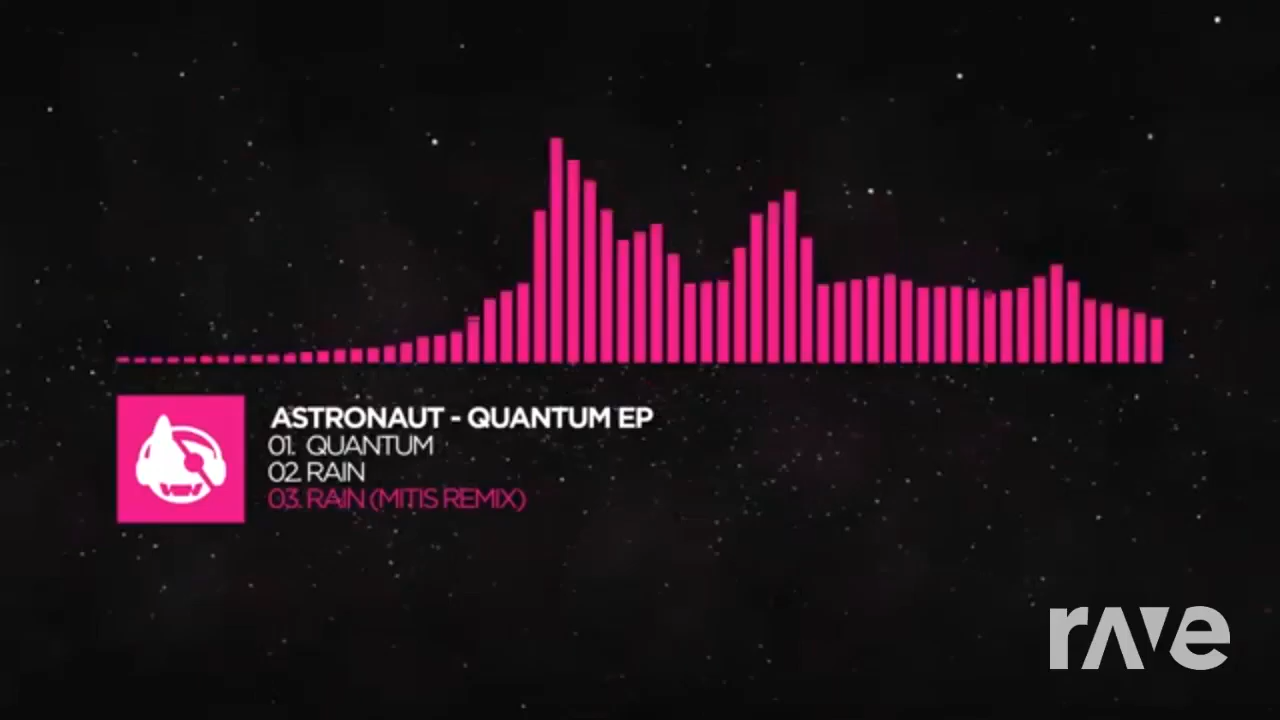 ASTRONAUT - QUANTUM EP
01. QUANTUM
02. RAIN
03. RAIN (MITIS REMIX)
rave